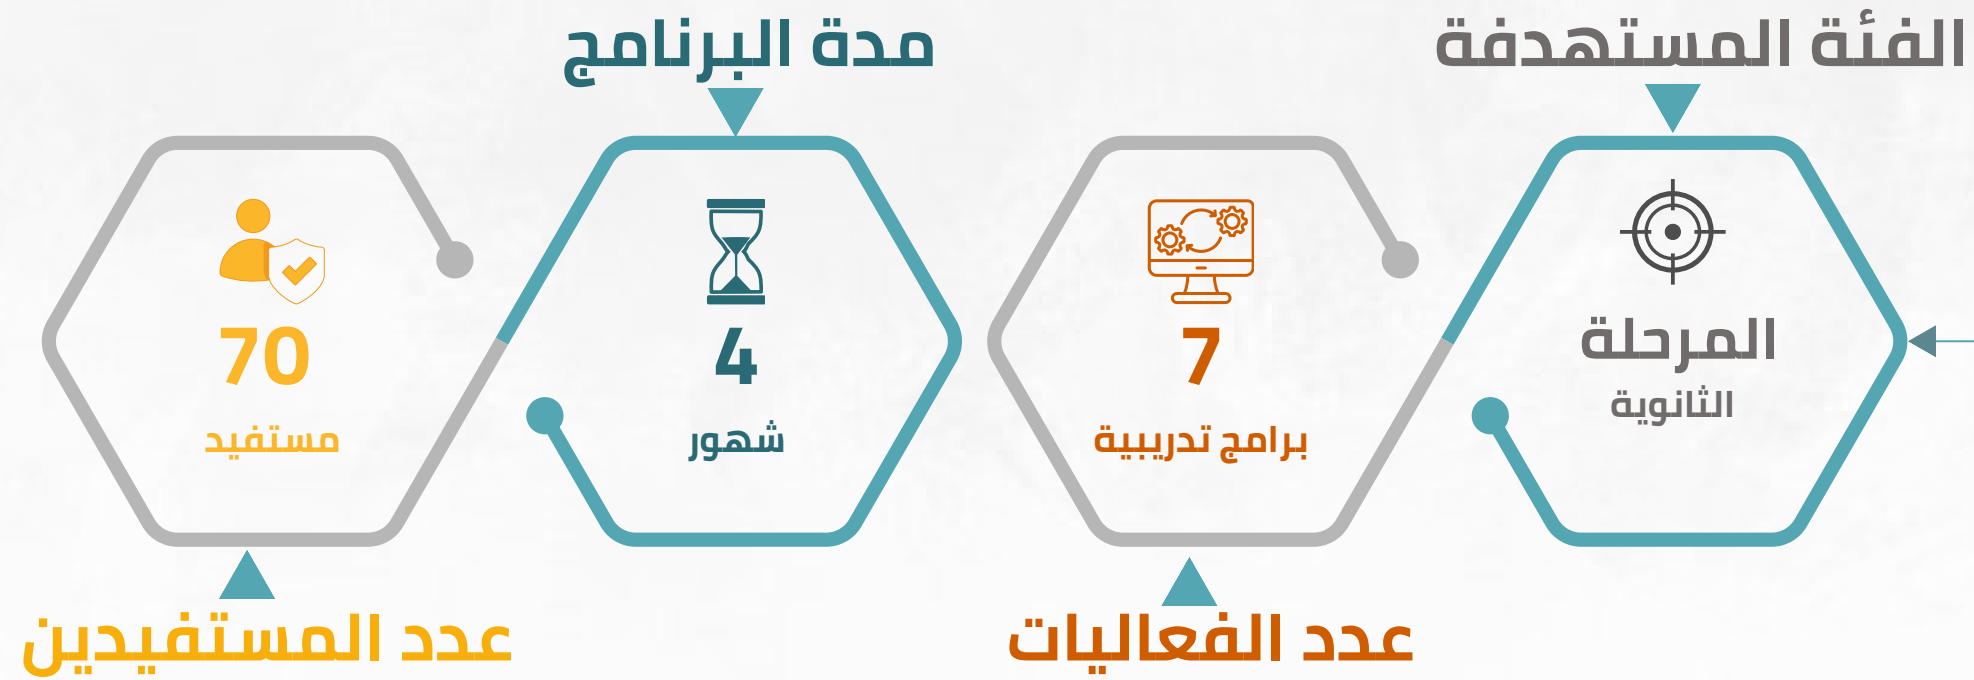 الفئة المستهدفة
المرحلة
الثانوية
7
برامج تدريبية
عدد الفعاليات
مدة البرنامج
4
شهور
70
مستفيد
عدد المستفيدين